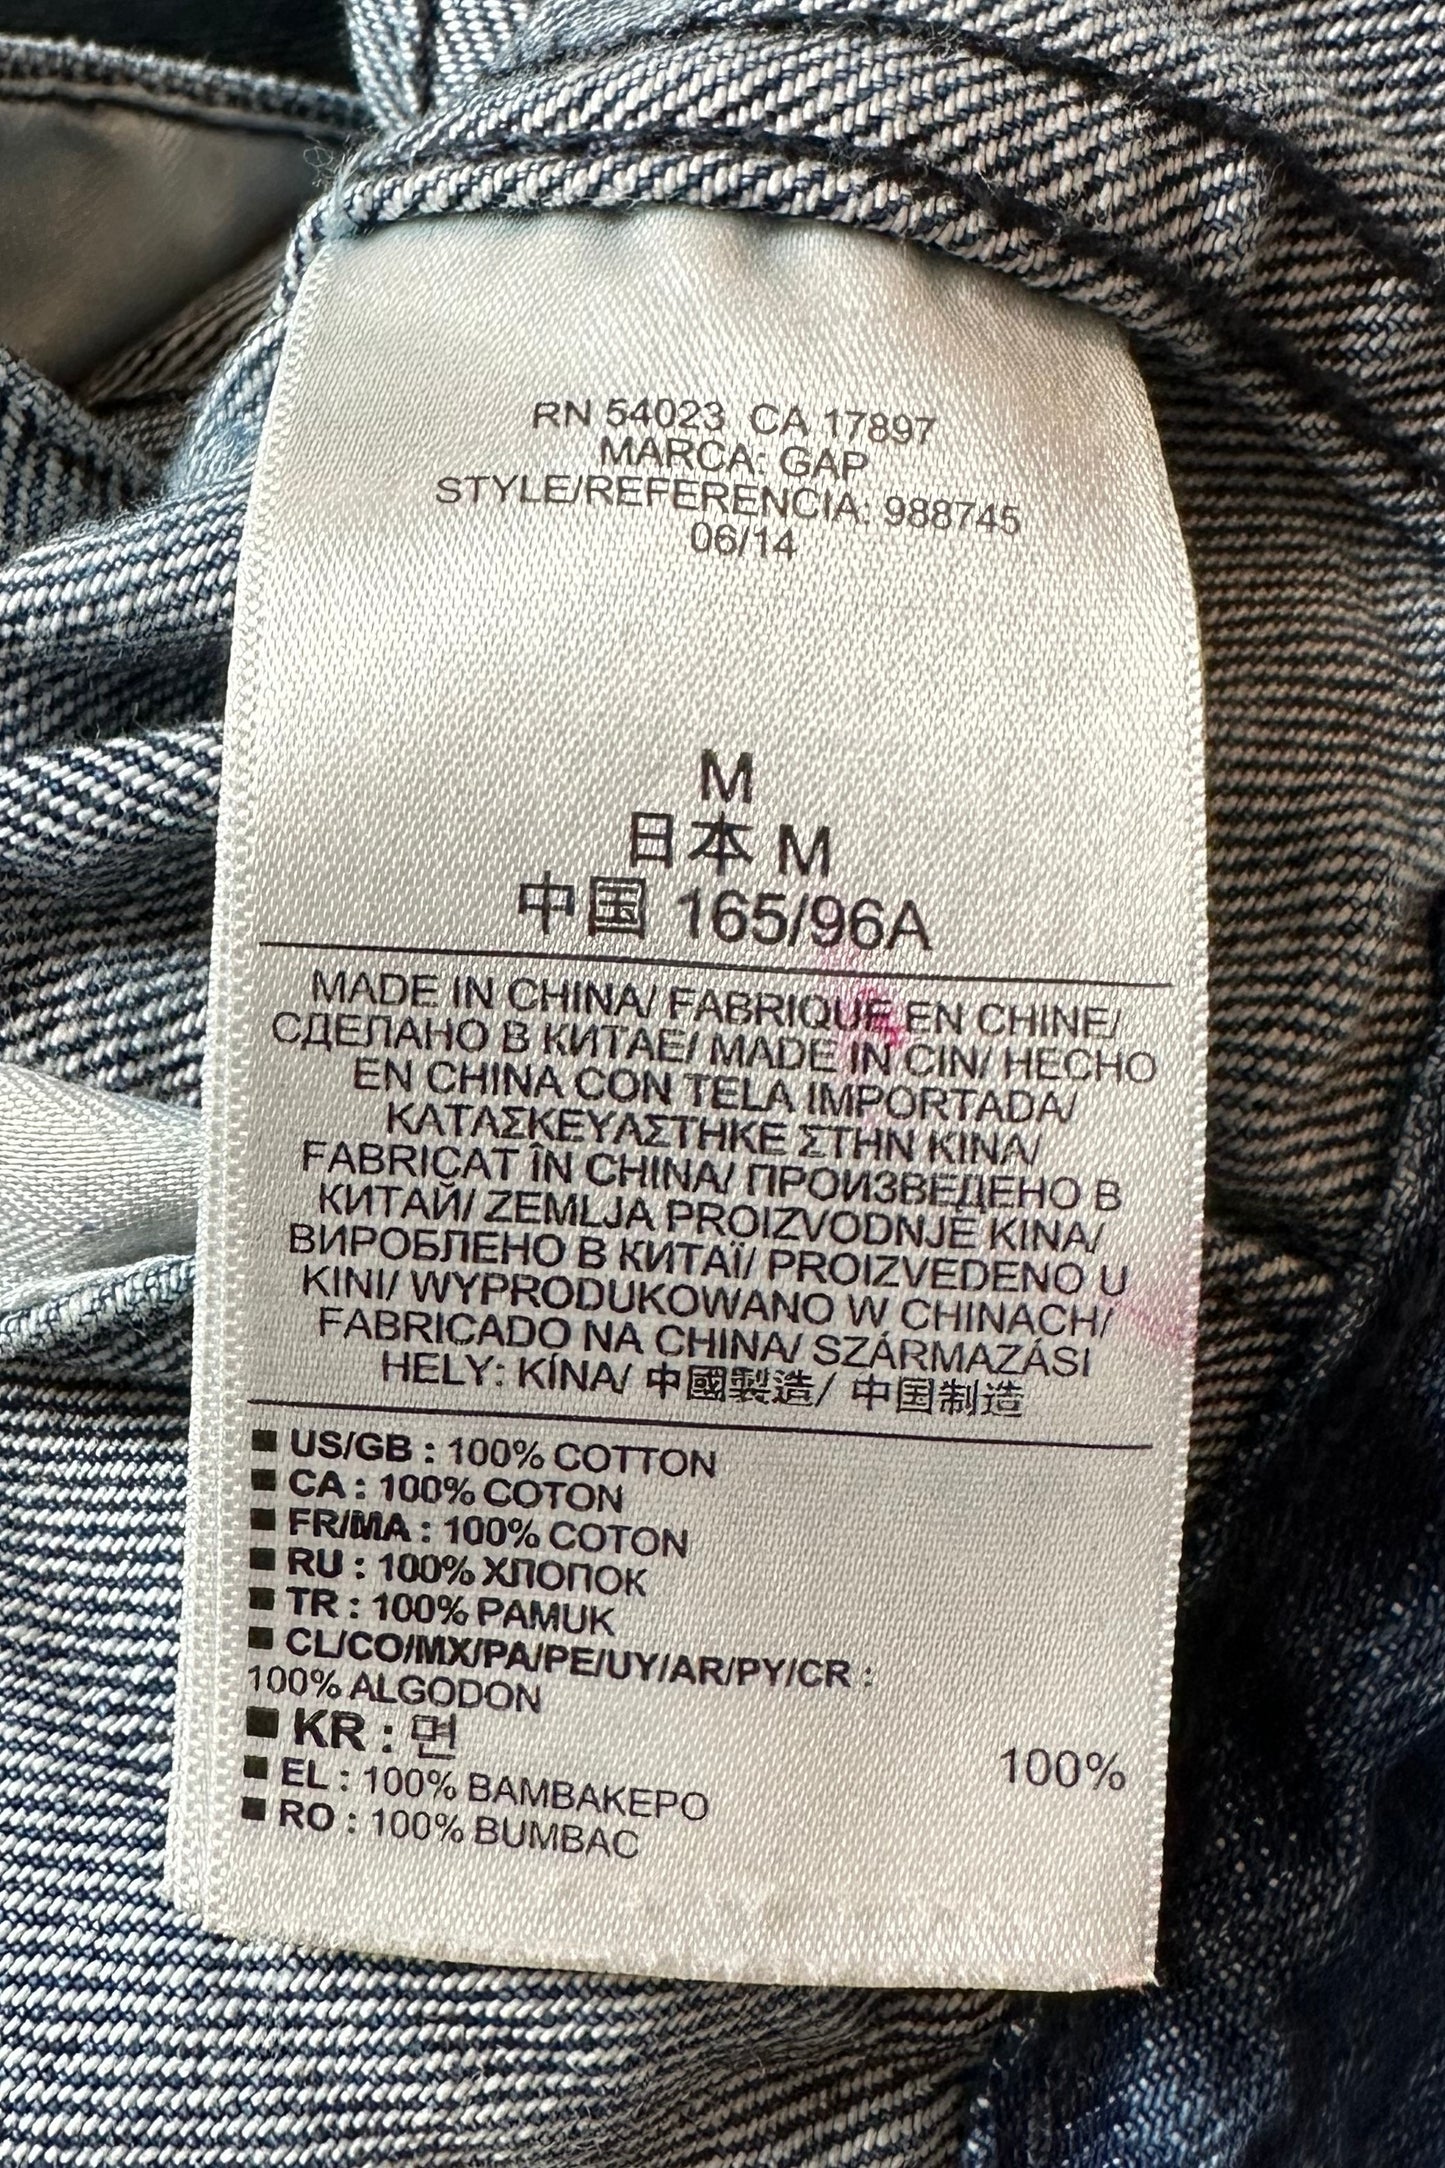 RN 54023 CA 17897
MARCA: GAP
STYLE/REFERENCIA: 988745
06/14
M
日本 M
中国 165/96A
MADE IN CHINA/ FABRIQUE EN CHINE/
СДЕЛАНО В КИТАЕ/ MADE IN CIN/ HECHO
EN CHINA CON TELA IMPORTADA/
ΚΑΤΑΣΚΕΥΑΣΤΗΚΕ ΣΤΗΝ ΚΙΝΑ/
FABRICAT ÎN CHINA/ ПРОИЗВЕДЕНО В
КИТАЙ/ ZEMLJA PROIZVODNJE KINA/
ВИРОБЛЕНО В КИТАЇ/ PROIZVEDENO U
KINI/ WYPRODUKOWANO W CHINACH/
FABRICADO NA CHINA/ SZÁRMAZÁSI
HELY: KÍNA/ 中國製造/ 中国制造
■ US/GB : 100% COTTON
■ CA : 100% COTON
■ FR/MA : 100% COTON
■ RU : 100% ХЛОПОК
■ TR : 100% PAMUK
■ CL/CO/MX/PA/PE/UY/AR/PY/CR :
100% ALGODON
■ KR : 면 100%
■ EL : 100% ΒΑΜΒΑΚΕΡΟ
■ RO : 100% BUMBAC